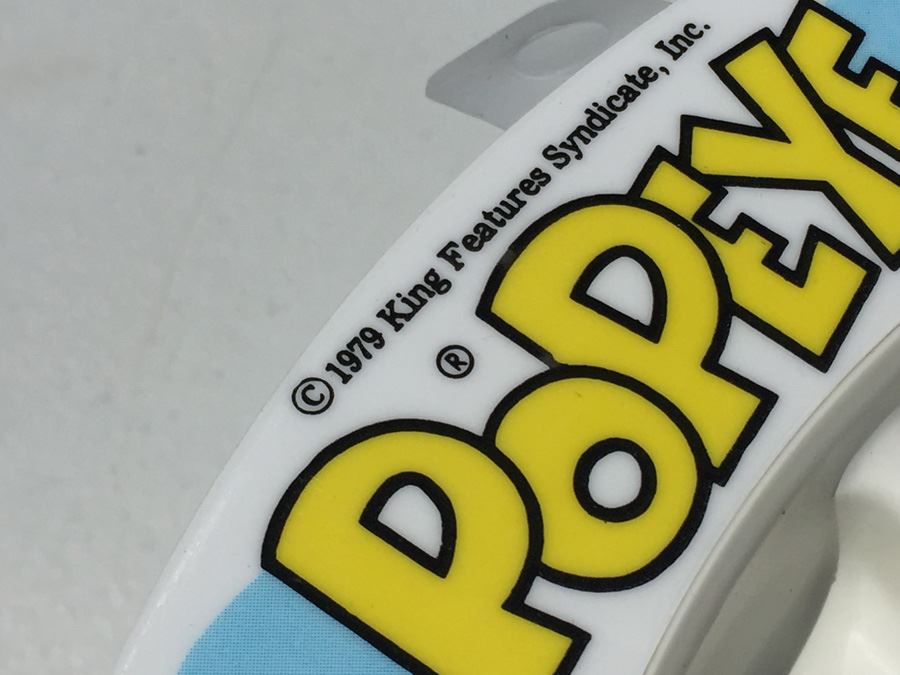 © 1979 King Features Syndicate, Inc.
®
POPEYE